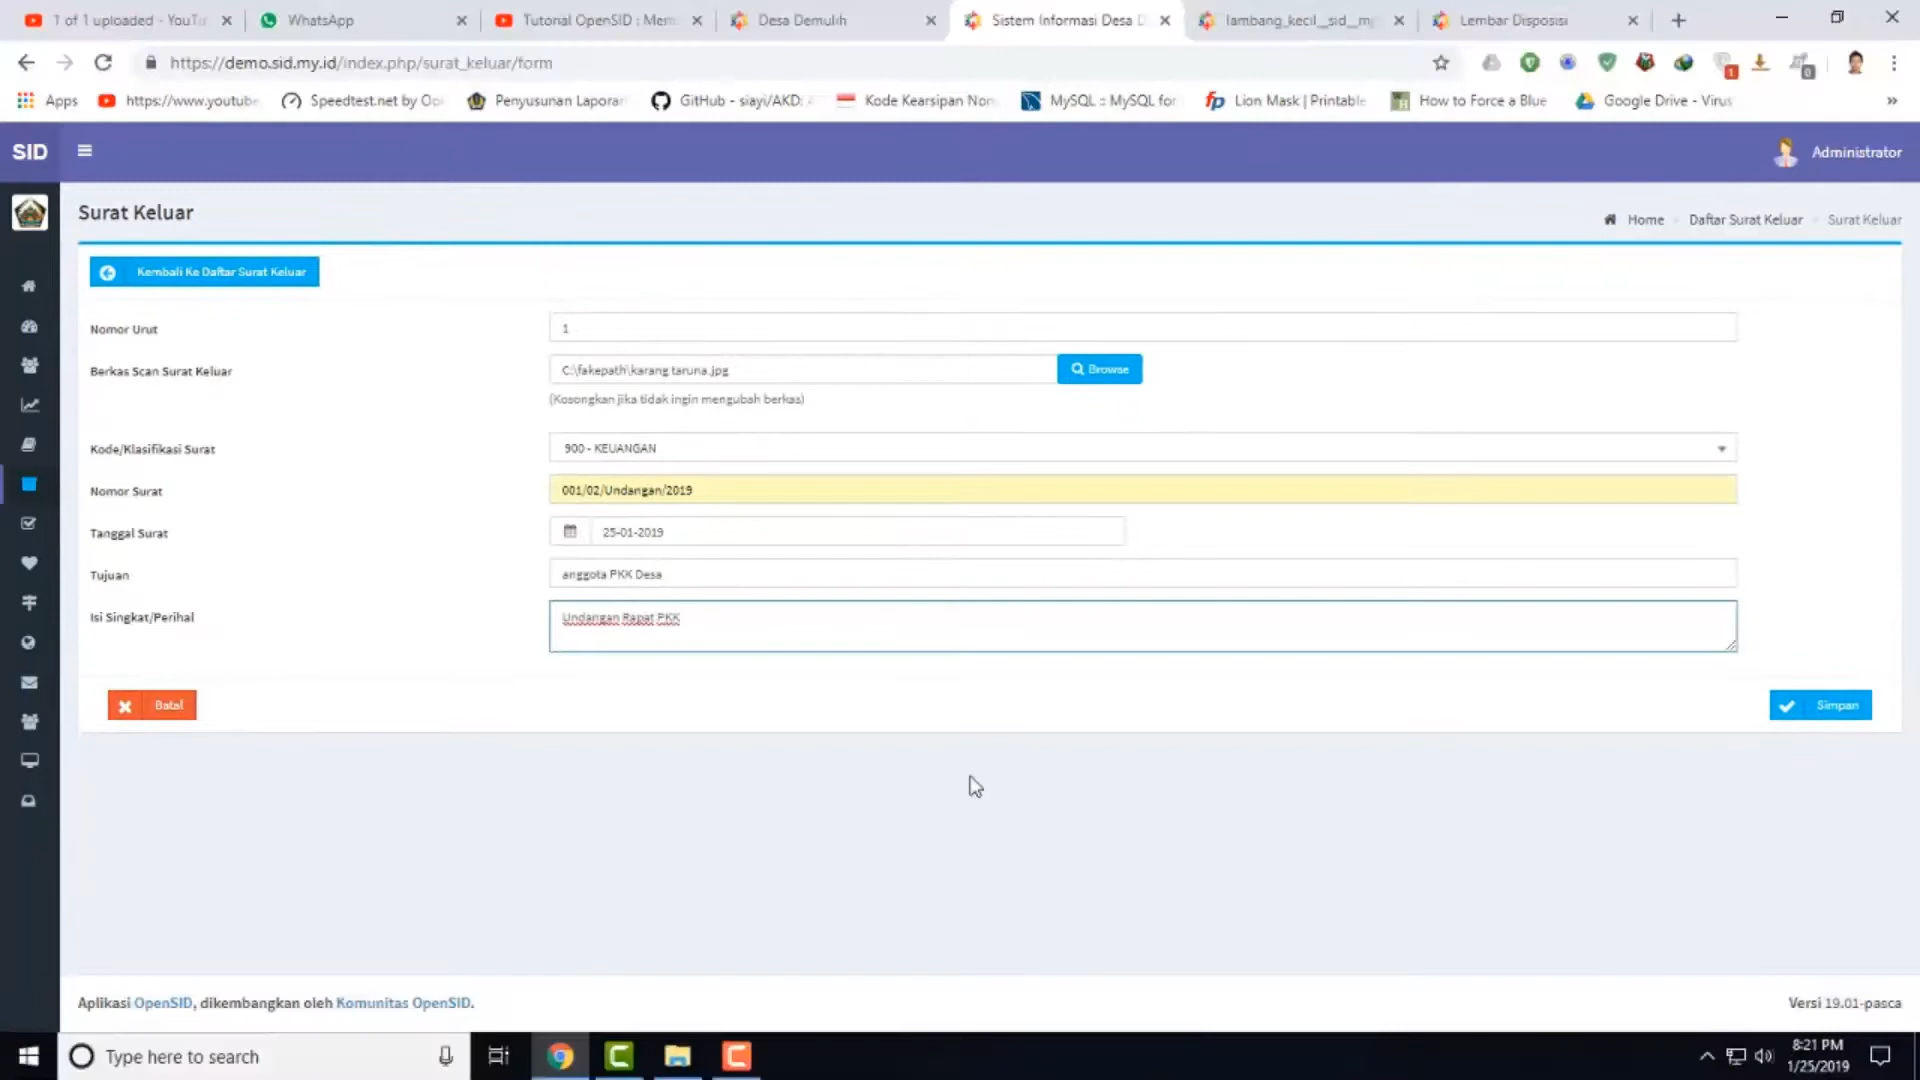 1 of 1 uploaded - YouTu
WhatsApp
Tutorial OpenSID : Mem
Desa Demulih
Sistem Informasi Desa D
lambang_kecil__sid__m
Lembar Disposisi
https://demo.sid.my.id/index.php/surat_keluar/form
1
0
Apps
https://www.youtube
Speedtest.net by Oo
Penyusunan Laporan
GitHub - siayi/AKD:
Kode Kearsipan Non
MySQL :: MySQL for
Lion Mask | Printable
How to Force a Blue
Google Drive - Virus
»
SID
Administrator
Surat Keluar
Home
Daftar Surat Keluar
Surat Keluar
Kembali Ke Daftar Surat Keluar
Nomor Urut
1
Berkas Scan Surat Keluar
C:\fakepath\karang taruna.jpg
Browse
(Kosongkan jika tidak ingin mengubah berkas)
Kode/Klasifikasi Surat
900 - KEUANGAN
Nomor Surat
001/02/Undangan/2019
Tanggal Surat
25-01-2019
Tujuan
anggota PKK Desa
Isi Singkat/Perihal
Undangan Rapat PKK
Batal
Simpan
Aplikasi OpenSID, dikembangkan oleh Komunitas OpenSID.
Versi 19.01-pasca
Type here to search
8:21 PM
1/25/2019